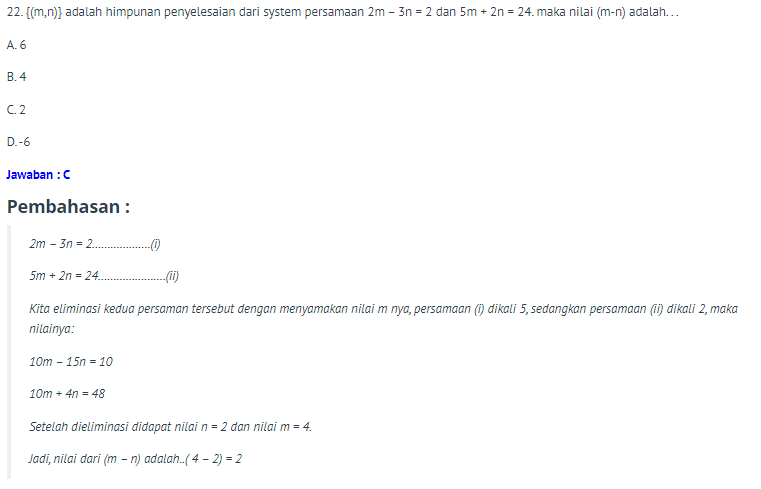 22. {(m,n)} adalah himpunan penyelesaian dari system persamaan 2m – 3n = 2 dan 5m + 2n = 24. maka nilai (m-n) adalah. . .
A. 6
B. 4
C. 2
D. -6
Jawaban : C
Pembahasan :
2m – 3n = 2...................(i)
5m + 2n = 24......................(ii)
Kita eliminasi kedua persaman tersebut dengan menyamakan nilai m nya, persamaan (i) dikali 5, sedangkan persamaan (ii) dikali 2, maka
nilainya:
10m – 15n = 10
10m + 4n = 48
Setelah dieliminasi didapat nilai n = 2 dan nilai m = 4.
Jadi, nilai dari (m – n) adalah..( 4 – 2) = 2